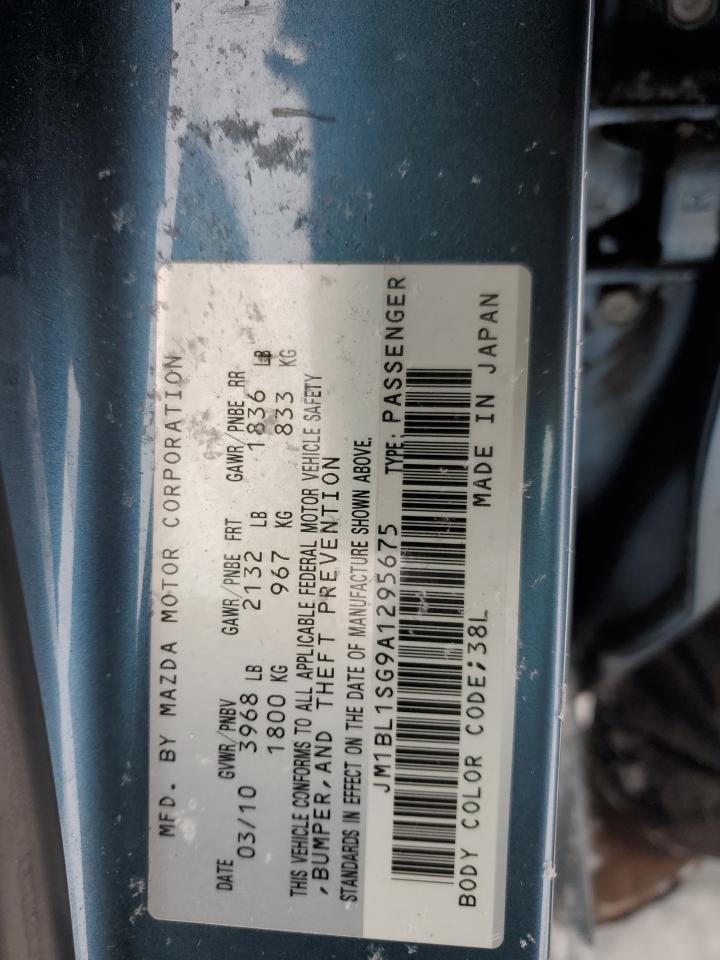 MFD. BY MAZDA MOTOR CORPORATION
DATE GVWR/PNBV GAWR/PNBE FRT GAWR/PNBE RR
03/10 3968 LB 2132 LB 1836 LB
1800 KG 967 KG 833 KG
THIS VEHICLE CONFORMS TO ALL APPLICABLE FEDERAL MOTOR VEHICLE SAFETY
,BUMPER,AND THEFT PREVENTION
STANDARDS IN EFFECT ON THE DATE OF MANUFACTURE SHOWN ABOVE.
JM1BL1SG9A1295675 TYPE: PASSENGER
BODY COLOR CODE;38L MADE IN JAPAN